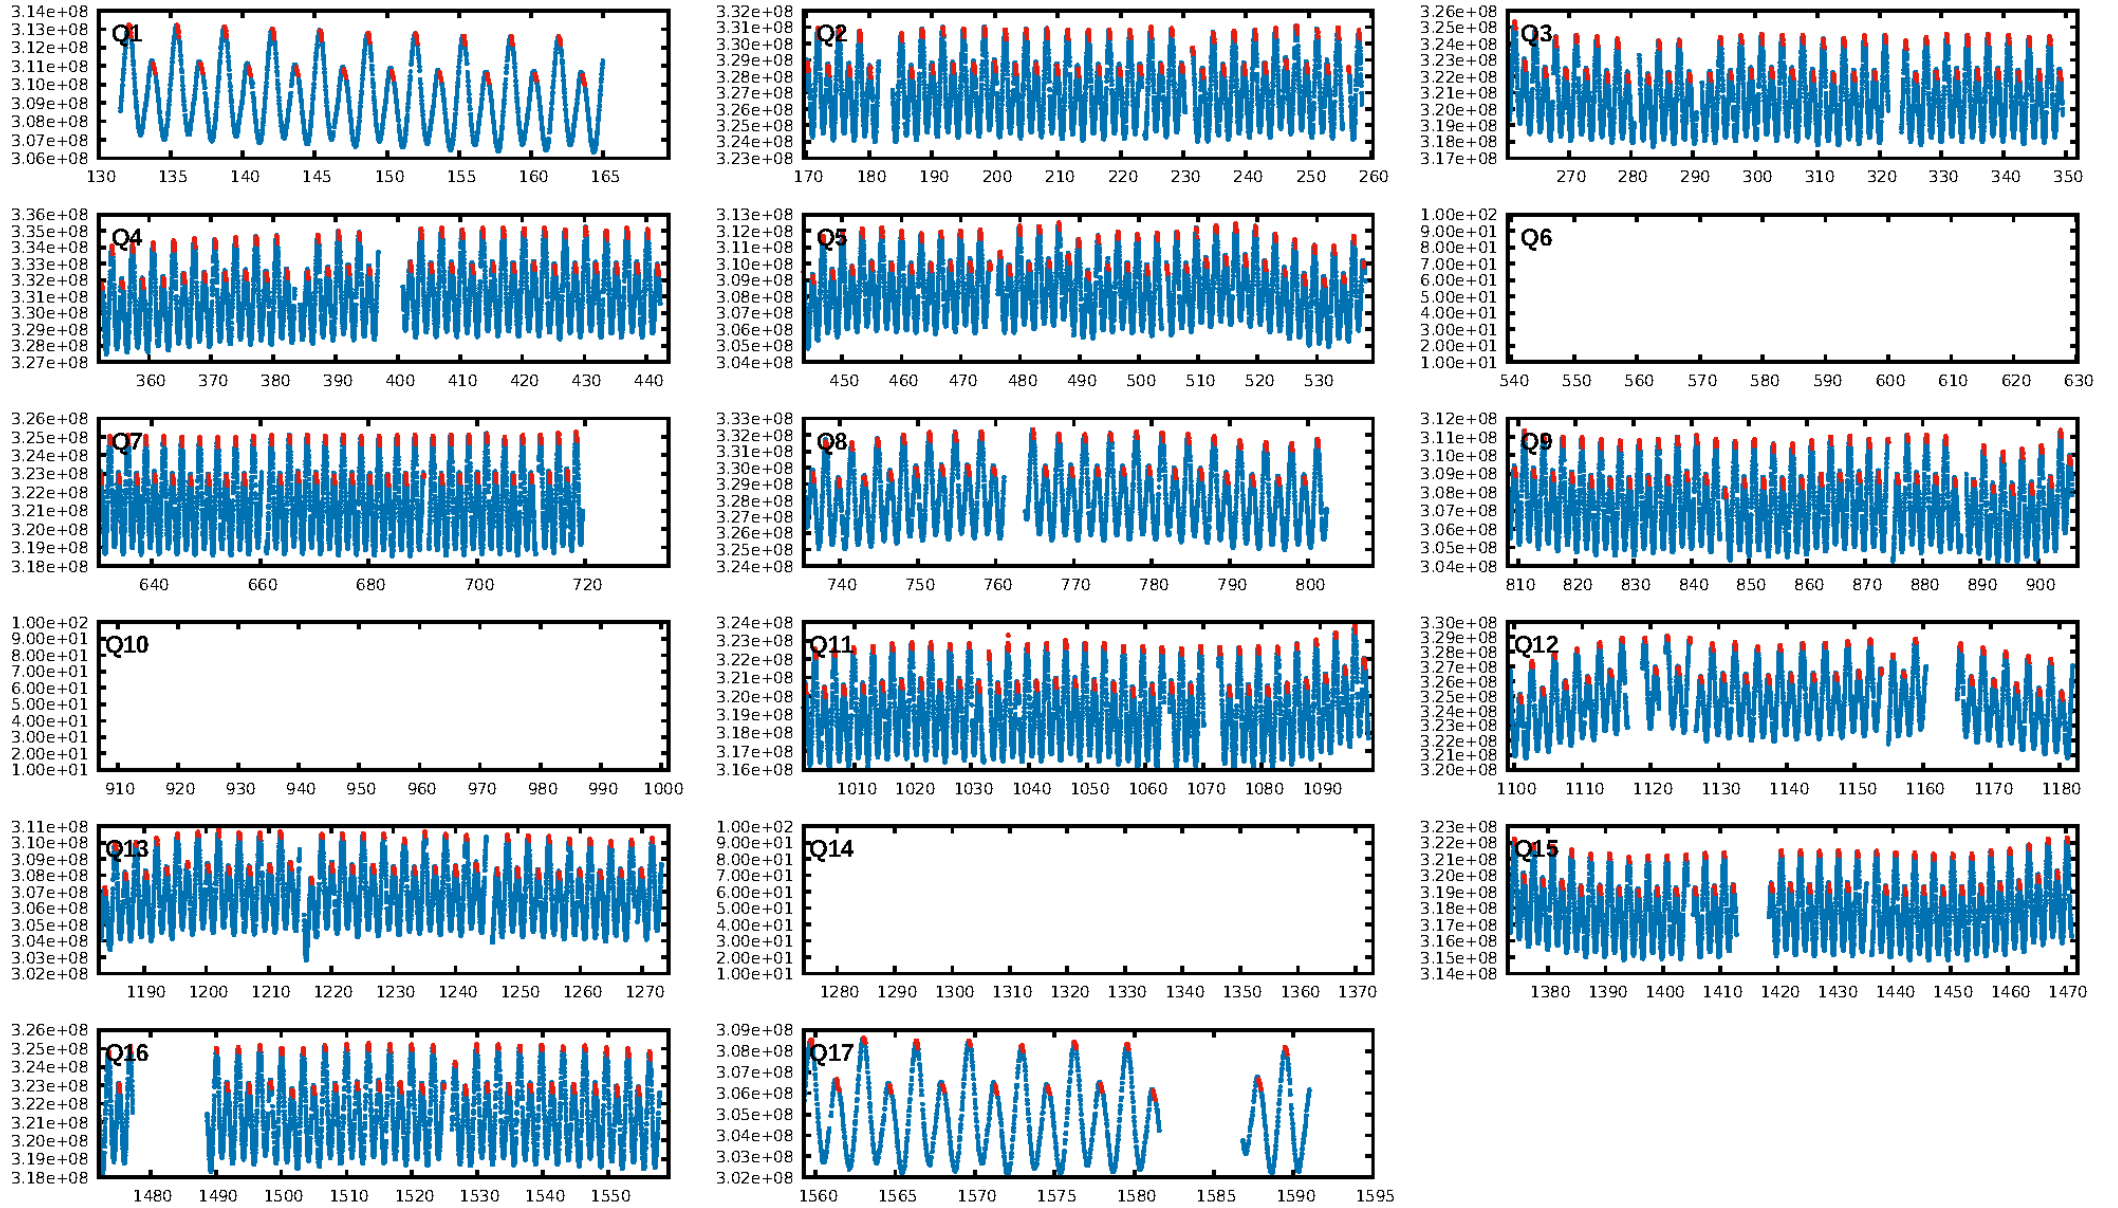 3.14e+08
3.13e+08
3.12e+08
3.11e+08
3.10e+08
3.09e+08
3.08e+08
3.07e+08
3.06e+08
Q1
130 135 140 145 150 155 160 165
3.32e+08
3.31e+08
3.30e+08
3.29e+08
3.28e+08
3.27e+08
3.26e+08
3.25e+08
3.24e+08
3.23e+08
Q2
170 180 190 200 210 220 230 240 250 260
3.26e+08
3.25e+08
3.24e+08
3.23e+08
3.22e+08
3.21e+08
3.20e+08
3.19e+08
3.18e+08
3.17e+08
Q3
270 280 290 300 310 320 330 340 350
3.36e+08
3.35e+08
3.34e+08
3.33e+08
3.32e+08
3.31e+08
3.30e+08
3.29e+08
3.28e+08
3.27e+08
Q4
360 370 380 390 400 410 420 430 440
3.13e+08
3.12e+08
3.11e+08
3.10e+08
3.09e+08
3.08e+08
3.07e+08
3.06e+08
3.05e+08
3.04e+08
Q5
450 460 470 480 490 500 510 520 530
1.00e+02
9.00e+01
8.00e+01
7.00e+01
6.00e+01
5.00e+01
4.00e+01
3.00e+01
2.00e+01
1.00e+01
Q6
540 550 560 570 580 590 600 610 620 630
3.26e+08
3.25e+08
3.24e+08
3.23e+08
3.22e+08
3.21e+08
3.20e+08
3.19e+08
3.18e+08
Q7
640 660 680 700 720
3.33e+08
3.32e+08
3.31e+08
3.30e+08
3.29e+08
3.28e+08
3.27e+08
3.26e+08
3.25e+08
3.24e+08
Q8
740 750 760 770 780 790 800
3.12e+08
3.11e+08
3.10e+08
3.09e+08
3.08e+08
3.07e+08
3.06e+08
3.05e+08
3.04e+08
Q9
810 820 830 840 850 860 870 880 890 900
1.00e+02
9.00e+01
8.00e+01
7.00e+01
6.00e+01
5.00e+01
4.00e+01
3.00e+01
2.00e+01
1.00e+01
Q10
910 920 930 940 950 960 970 980 990 1000
3.24e+08
3.23e+08
3.22e+08
3.21e+08
3.20e+08
3.19e+08
3.18e+08
3.17e+08
3.16e+08
Q11
1010 1020 1030 1040 1050 1060 1070 1080 1090
3.30e+08
3.29e+08
3.28e+08
3.27e+08
3.26e+08
3.25e+08
3.24e+08
3.23e+08
3.22e+08
3.21e+08
3.20e+08
Q12
1100 1110 1120 1130 1140 1150 1160 1170 1180
3.11e+08
3.10e+08
3.09e+08
3.08e+08
3.07e+08
3.06e+08
3.05e+08
3.04e+08
3.03e+08
3.02e+08
Q13
1190 1200 1210 1220 1230 1240 1250 1260 1270
1.00e+02
9.00e+01
8.00e+01
7.00e+01
6.00e+01
5.00e+01
4.00e+01
3.00e+01
2.00e+01
1.00e+01
Q14
1280 1290 1300 1310 1320 1330 1340 1350 1360 1370
3.23e+08
3.22e+08
3.21e+08
3.20e+08
3.19e+08
3.18e+08
3.17e+08
3.16e+08
3.15e+08
3.14e+08
Q15
1380 1390 1400 1410 1420 1430 1440 1450 1460 1470
3.26e+08
3.25e+08
3.24e+08
3.23e+08
3.22e+08
3.21e+08
3.20e+08
3.19e+08
3.18e+08
Q16
1480 1490 1500 1510 1520 1530 1540 1550
3.09e+08
3.08e+08
3.07e+08
3.06e+08
3.05e+08
3.04e+08
3.03e+08
3.02e+08
Q17
1560 1565 1570 1575 1580 1585 1590 1595